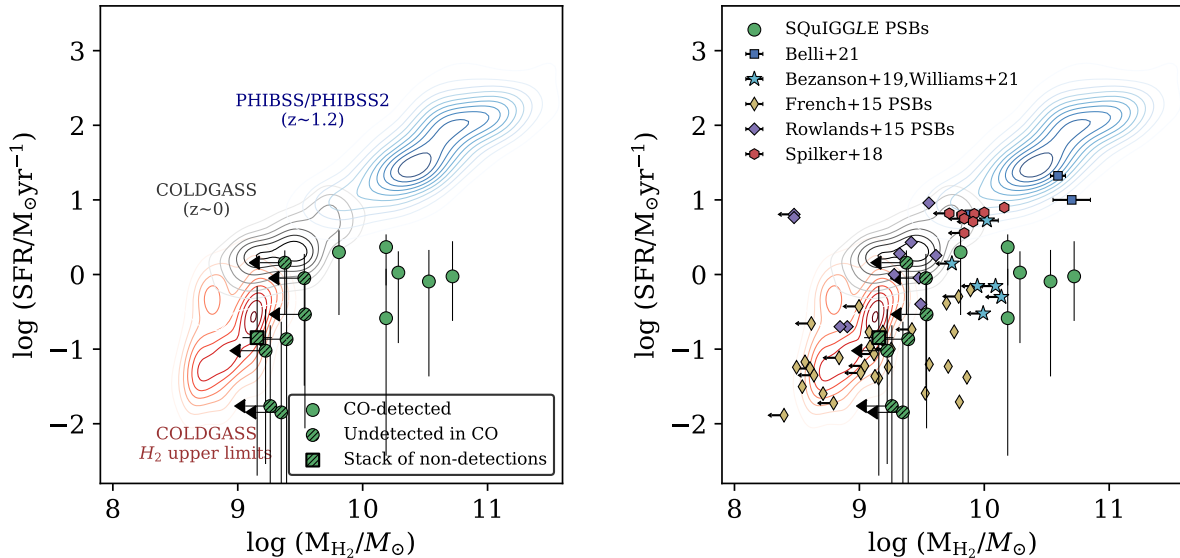 3
2
1
0
−1
−2
log (SFR/M⊙yr−1)
PHIBSS/PHIBSS2
(z~1.2)
COLDGASS
(z~0)
COLDGASS
H2 upper limits
CO-detected
Undetected in CO
Stack of non-detections
8
9
10
11
log (MH2/M⊙)
3
2
1
0
−1
−2
log (SFR/M⊙yr−1)
SQuIGGLE PSBs
Belli+21
Bezanson+19,Williams+21
French+15 PSBs
Rowlands+15 PSBs
Spilker+18
8
9
10
11
log (MH2/M⊙)